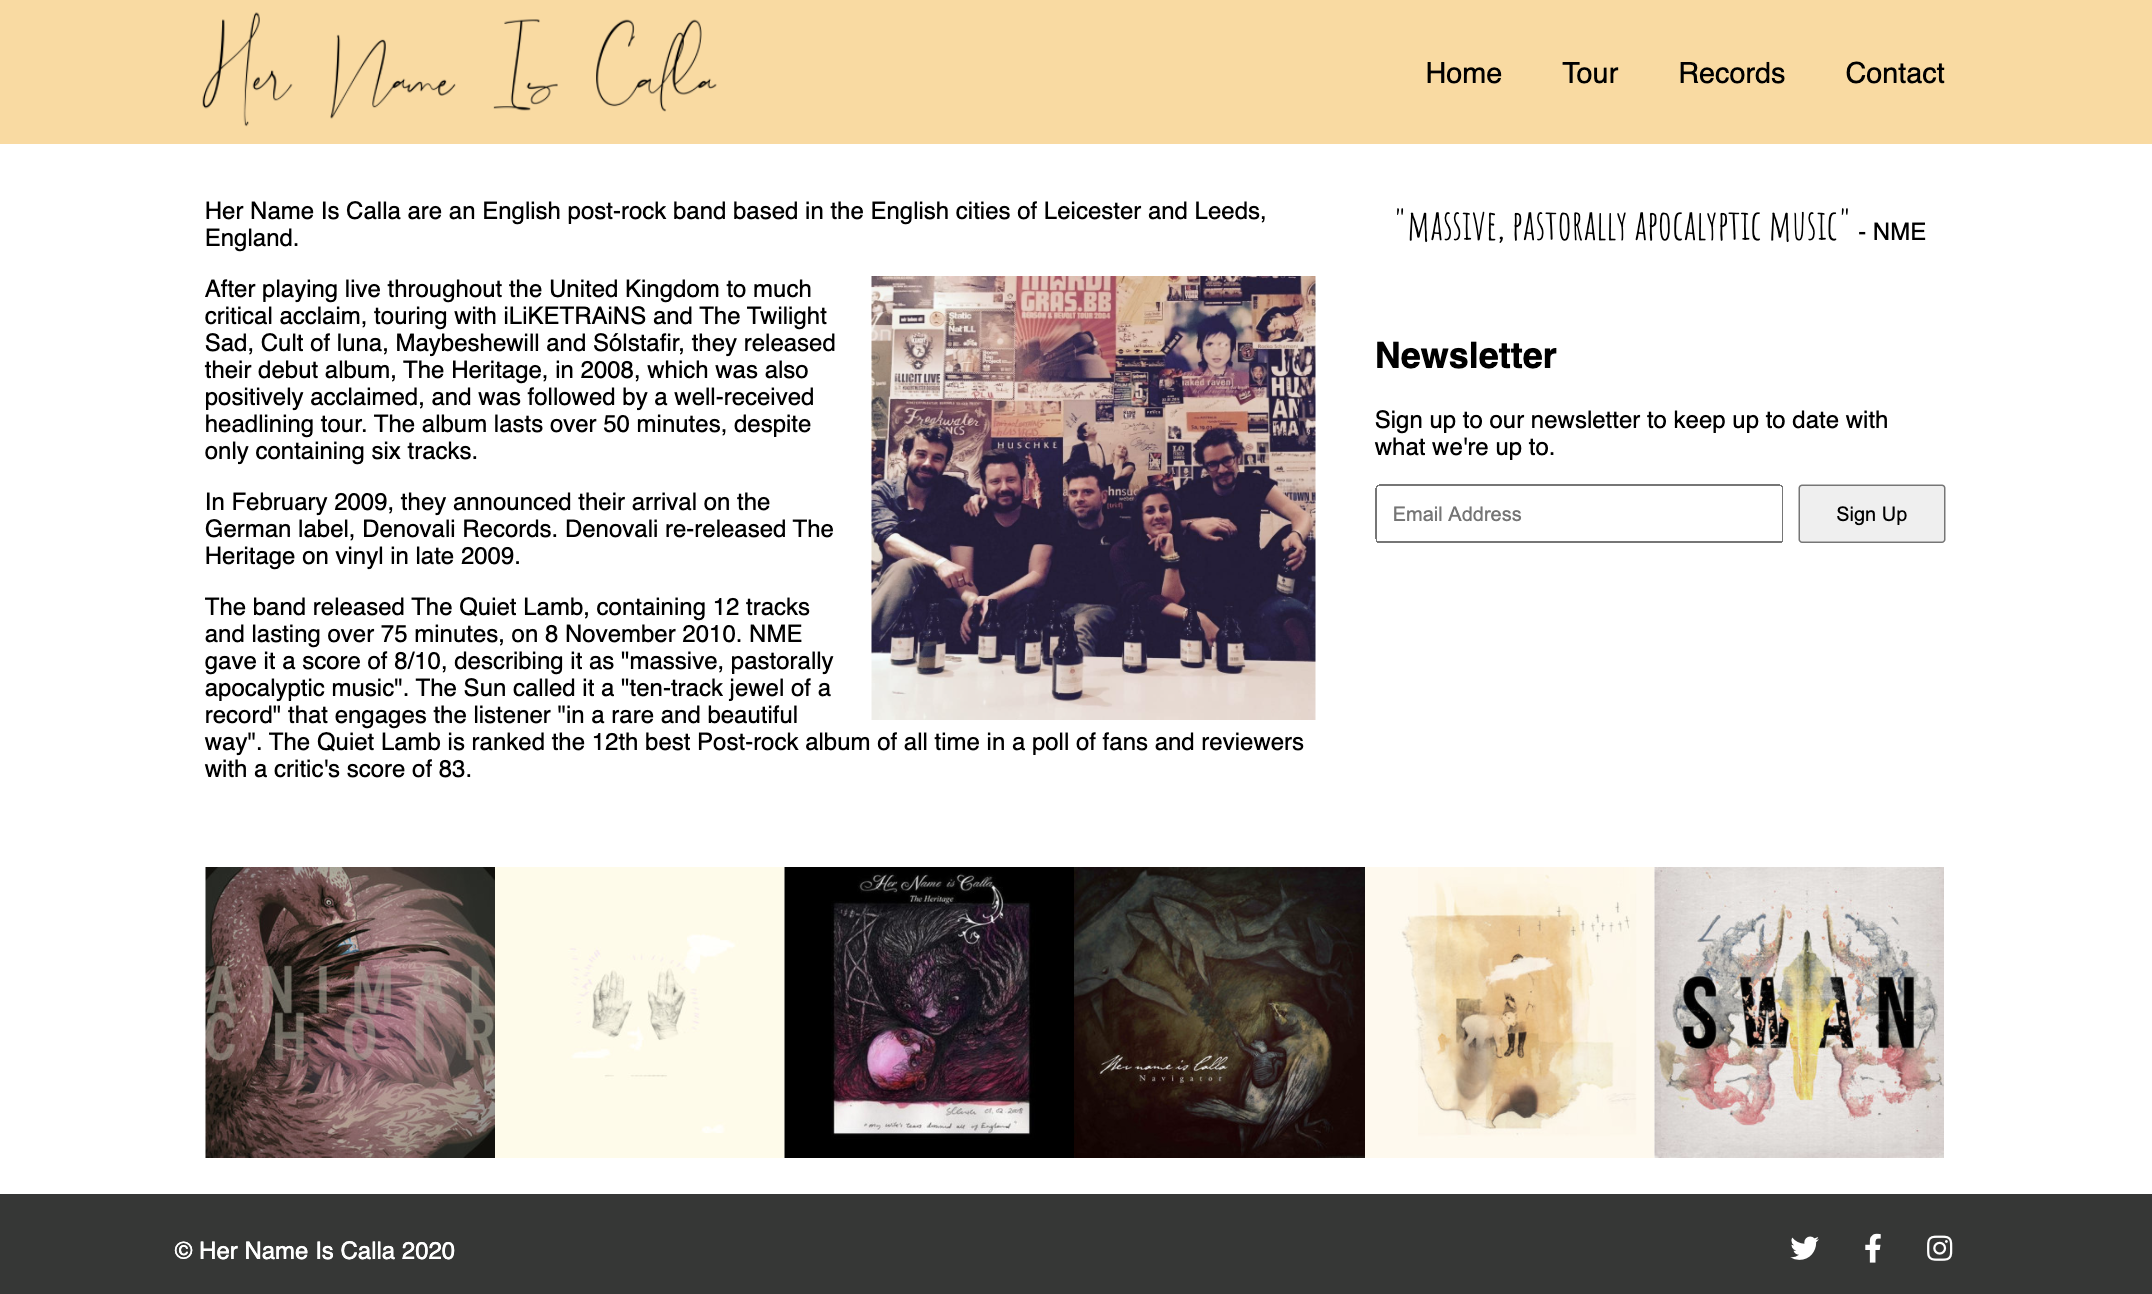 Her Name Is Calla
Home
Tour
Records
Contact
Her Name Is Calla are an English post-rock band based in the English cities of Leicester and Leeds,
England.
After playing live throughout the United Kingdom to much
critical acclaim, touring with iLiKETRAiNS and The Twilight
Sad, Cult of luna, Maybeshewill and Sólstafir, they released
their debut album, The Heritage, in 2008, which was also
positively acclaimed, and was followed by a well-received
headlining tour. The album lasts over 50 minutes, despite
only containing six tracks.
In February 2009, they announced their arrival on the
German label, Denovali Records. Denovali re-released The
Heritage on vinyl in late 2009.
The band released The Quiet Lamb, containing 12 tracks
and lasting over 75 minutes, on 8 November 2010. NME
gave it a score of 8/10, describing it as "massive, pastorally
apocalyptic music". The Sun called it a "ten-track jewel of a
record" that engages the listener "in a rare and beautiful
way". The Quiet Lamb is ranked the 12th best Post-rock album of all time in a poll of fans and reviewers
with a critic's score of 83.
MARDI
GRAS.BB
Static
ILLICIT LIVE
naked raven
Freshwater
HUSCHKE
"MASSIVE, PASTORALLY APOCALYPTIC MUSIC" - NME
Newsletter
Sign up to our newsletter to keep up to date with
what we're up to.
Email Address
Sign Up
ANIMAL
CHOIR
Her Name is Calla
The Heritage
Her name is Calla
Navigator
SWAN
© Her Name Is Calla 2020